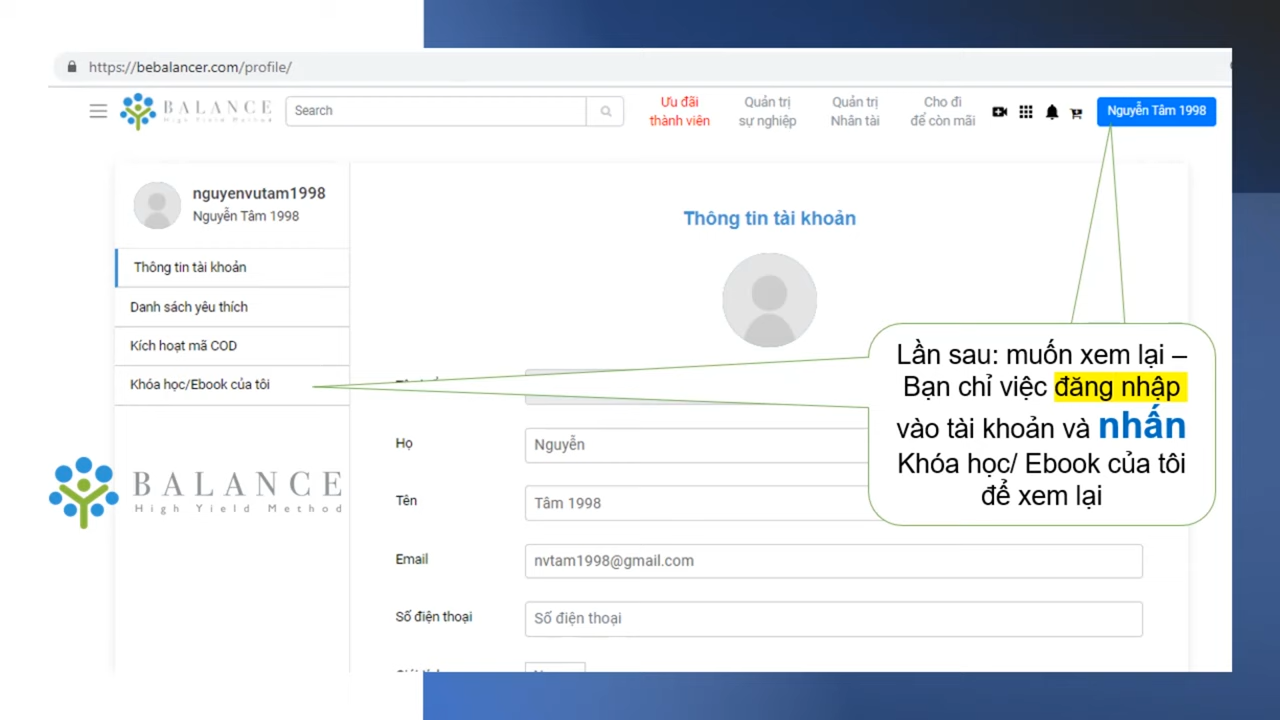 https://bebalancer.com/profile/
BALANCE
High Yield Method
Search
Ưu đãi
thành viên
Quản trị
sự nghiệp
Quản trị
Nhân tài
Cho đi
để còn mãi
Nguyễn Tâm 1998
nguyenvutam1998
Nguyễn Tâm 1998
Thông tin tài khoản
Danh sách yêu thích
Kích hoạt mã COD
Khóa học/Ebook của tôi
BALANCE
High Yield Method
Thông tin tài khoản
Họ
Nguyễn
Tên
Tâm 1998
Email
nvtam1998@gmail.com
Số điện thoại
Số điện thoại
Lần sau: muốn xem lại –
Bạn chỉ việc đăng nhập
vào tài khoản và nhấn
Khóa học/ Ebook của tôi
để xem lại